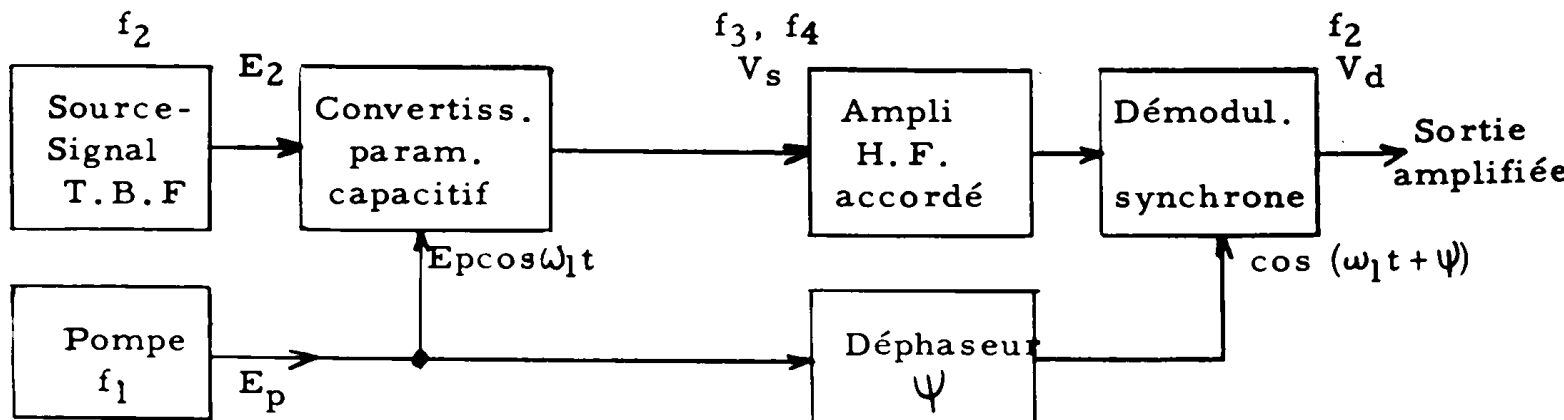 f2
E2
f3, f4
Vs
f2
Vd
Source-
Signal
T.B.F
Convertiss.
param.
capacitif
Ampli
H.F.
accordé
Démodul.
synchrone
Sortie
amplifiée
Epcosω1t
cos (ω1t + ψ)
Pompe
f1
Ep
Déphaseur
ψ